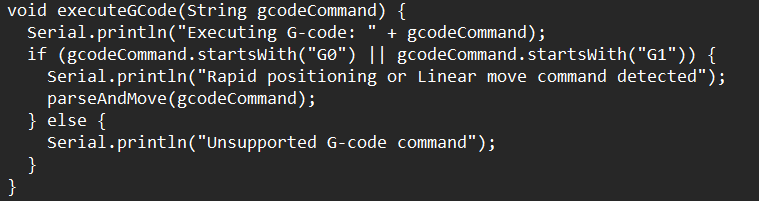 void executeGCode(String gcodeCommand) {
  Serial.println("Executing G-code: " + gcodeCommand);
  if (gcodeCommand.startsWith("G0") || gcodeCommand.startsWith("G1")) {
    Serial.println("Rapid positioning or Linear move command detected");
    parseAndMove(gcodeCommand);
  } else {
    Serial.println("Unsupported G-code command");
  }
}